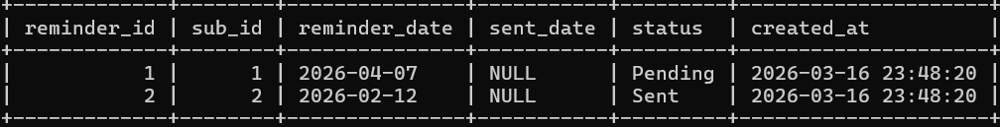 | reminder_id | sub_id | reminder_date | sent_date | status | created_at |
| 1 | 1 | 2026-04-07 | NULL | Pending | 2026-03-16 23:48:20 |
| 2 | 2 | 2026-02-12 | NULL | Sent | 2026-03-16 23:48:20 |